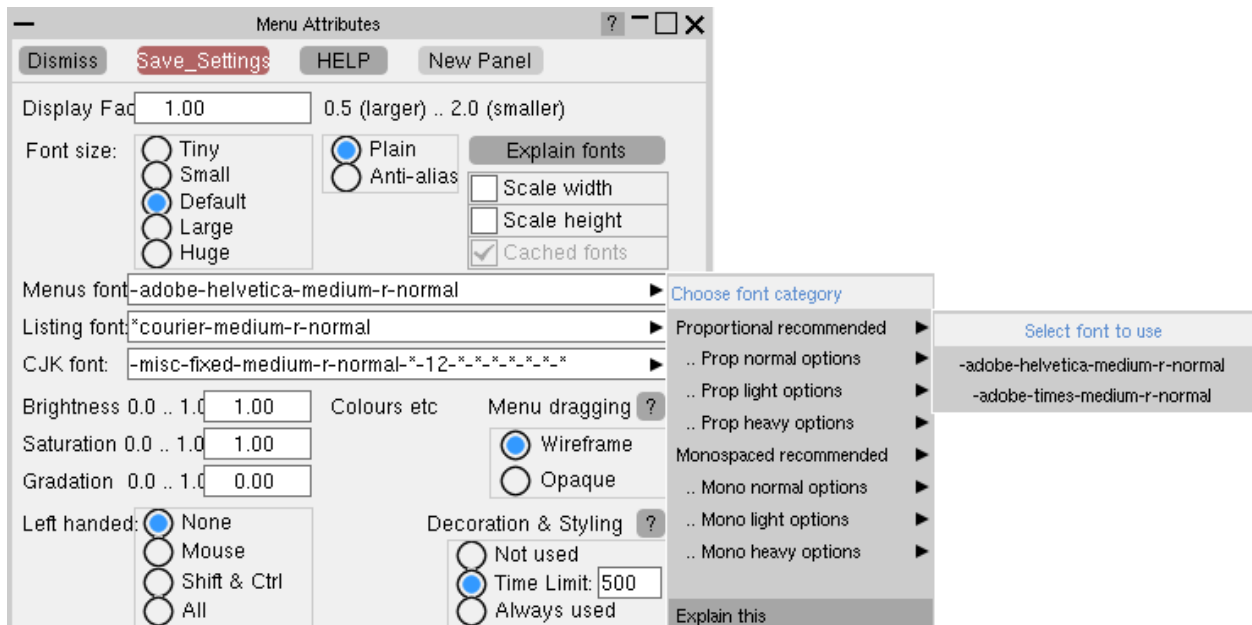 Menu Attributes ?
Dismiss Save_Settings HELP New Panel
Display Fac 1.00 0.5 (larger) .. 2.0 (smaller)
Font size: Tiny Plain Explain fonts
Small Anti-alias Scale width
Default Scale height
Large
Huge Cached fonts
Menus font -adobe-helvetica-medium-r-normal
Listing font: *courier-medium-r-normal
CJK font: -misc-fixed-medium-r-normal-*-12-*-*-*-*-*-*-*
Brightness 0.0 .. 1.0 1.00 Colours etc Menu dragging ?
Saturation 0.0 .. 1.0 1.00 Wireframe
Gradation 0.0 .. 1.0 0.00 Opaque
Left handed: None Decoration & Styling ?
Mouse Not used
Shift & Ctrl Time Limit: 500
All Always used
Choose font category
Proportional recommended
.. Prop normal options
.. Prop light options
.. Prop heavy options
Monospaced recommended
.. Mono normal options
.. Mono light options
.. Mono heavy options
Explain this
Select font to use
-adobe-helvetica-medium-r-normal
-adobe-times-medium-r-normal